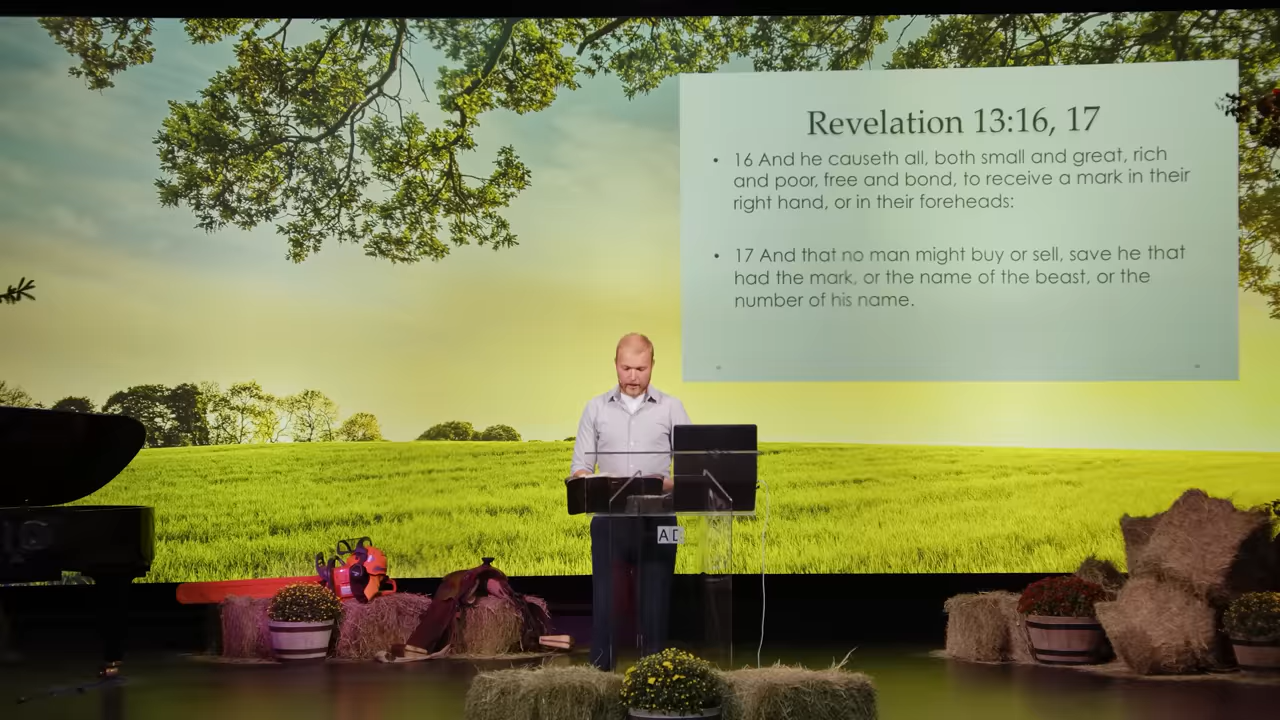 Revelation 13:16, 17
• 16 And he causeth all, both small and great, rich
and poor, free and bond, to receive a mark in their
right hand, or in their foreheads:
• 17 And that no man might buy or sell, save he that
had the mark, or the name of the beast, or the
number of his name.
AD